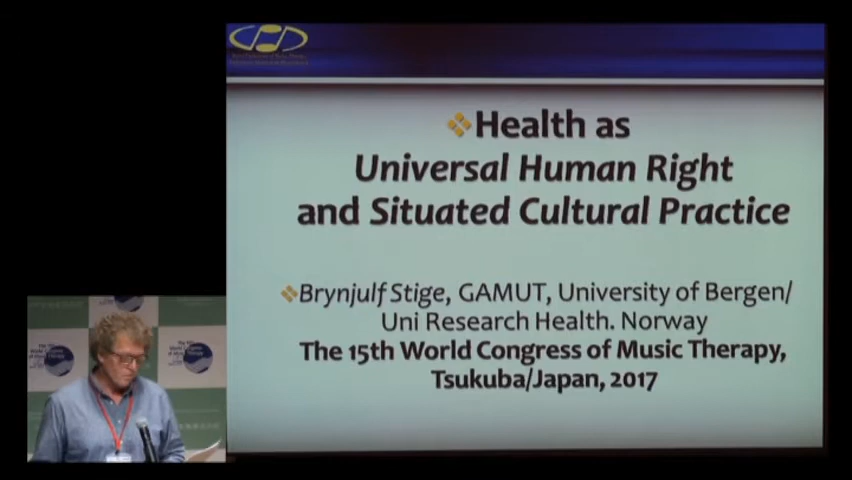 Health as
Universal Human Right
and Situated Cultural Practice
Brynjulf Stige, GAMUT, University of Bergen/
Uni Research Health. Norway
The 15th World Congress of Music Therapy,
Tsukuba/Japan, 2017